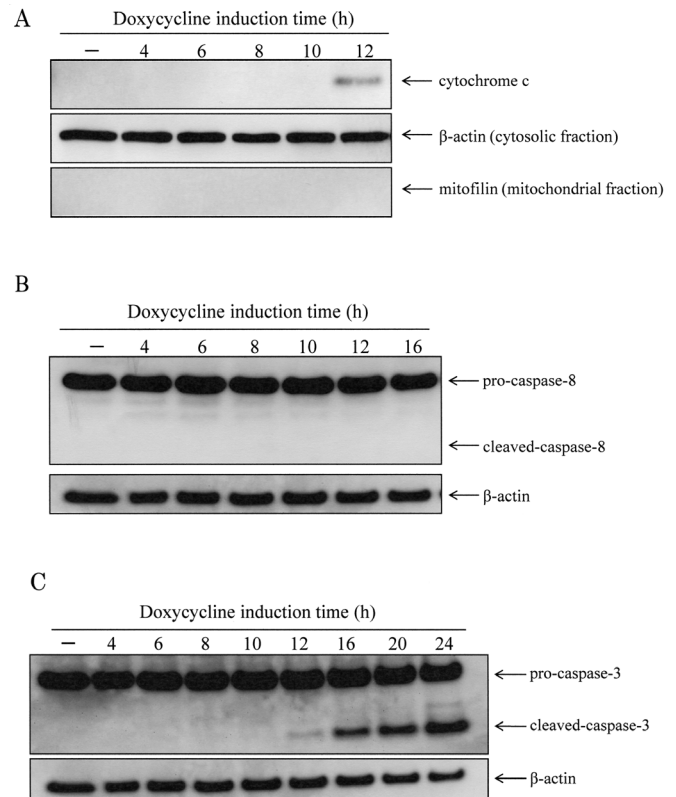 A
Doxycycline induction time (h)
– 4 6 8 10 12
cytochrome c
β-actin (cytosolic fraction)
mitofilin (mitochondrial fraction)
B
Doxycycline induction time (h)
– 4 6 8 10 12 16
pro-caspase-8
cleaved-caspase-8
β-actin
C
Doxycycline induction time (h)
– 4 6 8 10 12 16 20 24
pro-caspase-3
cleaved-caspase-3
β-actin